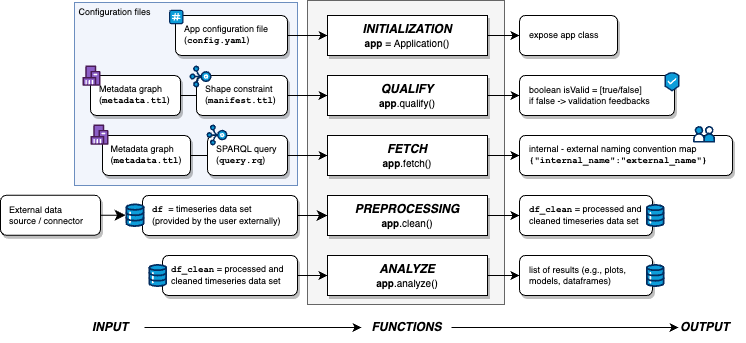 Configuration files
App configuration file
(config.yaml)
INITIALIZATION
app = Application()
expose app class
Metadata graph
(metadata.ttl)
Shape constraint
(manifest.ttl)
QUALIFY
app.qualify()
boolean isValid = [true/false]
if false -> validation feedbacks
Metadata graph
(metadata.ttl)
SPARQL query
(query.rq)
FETCH
app.fetch()
internal - external naming convention map
{"internal_name":"external_name"}
External data
source / connector
df = timeseries data set
(provided by the user externally)
PREPROCESSING
app.clean()
df_clean = processed and
cleaned timeseries data set
df_clean = processed and
cleaned timeseries data set
ANALYZE
app.analyze()
list of results (e.g., plots,
models, dataframes)
INPUT
FUNCTIONS
OUTPUT